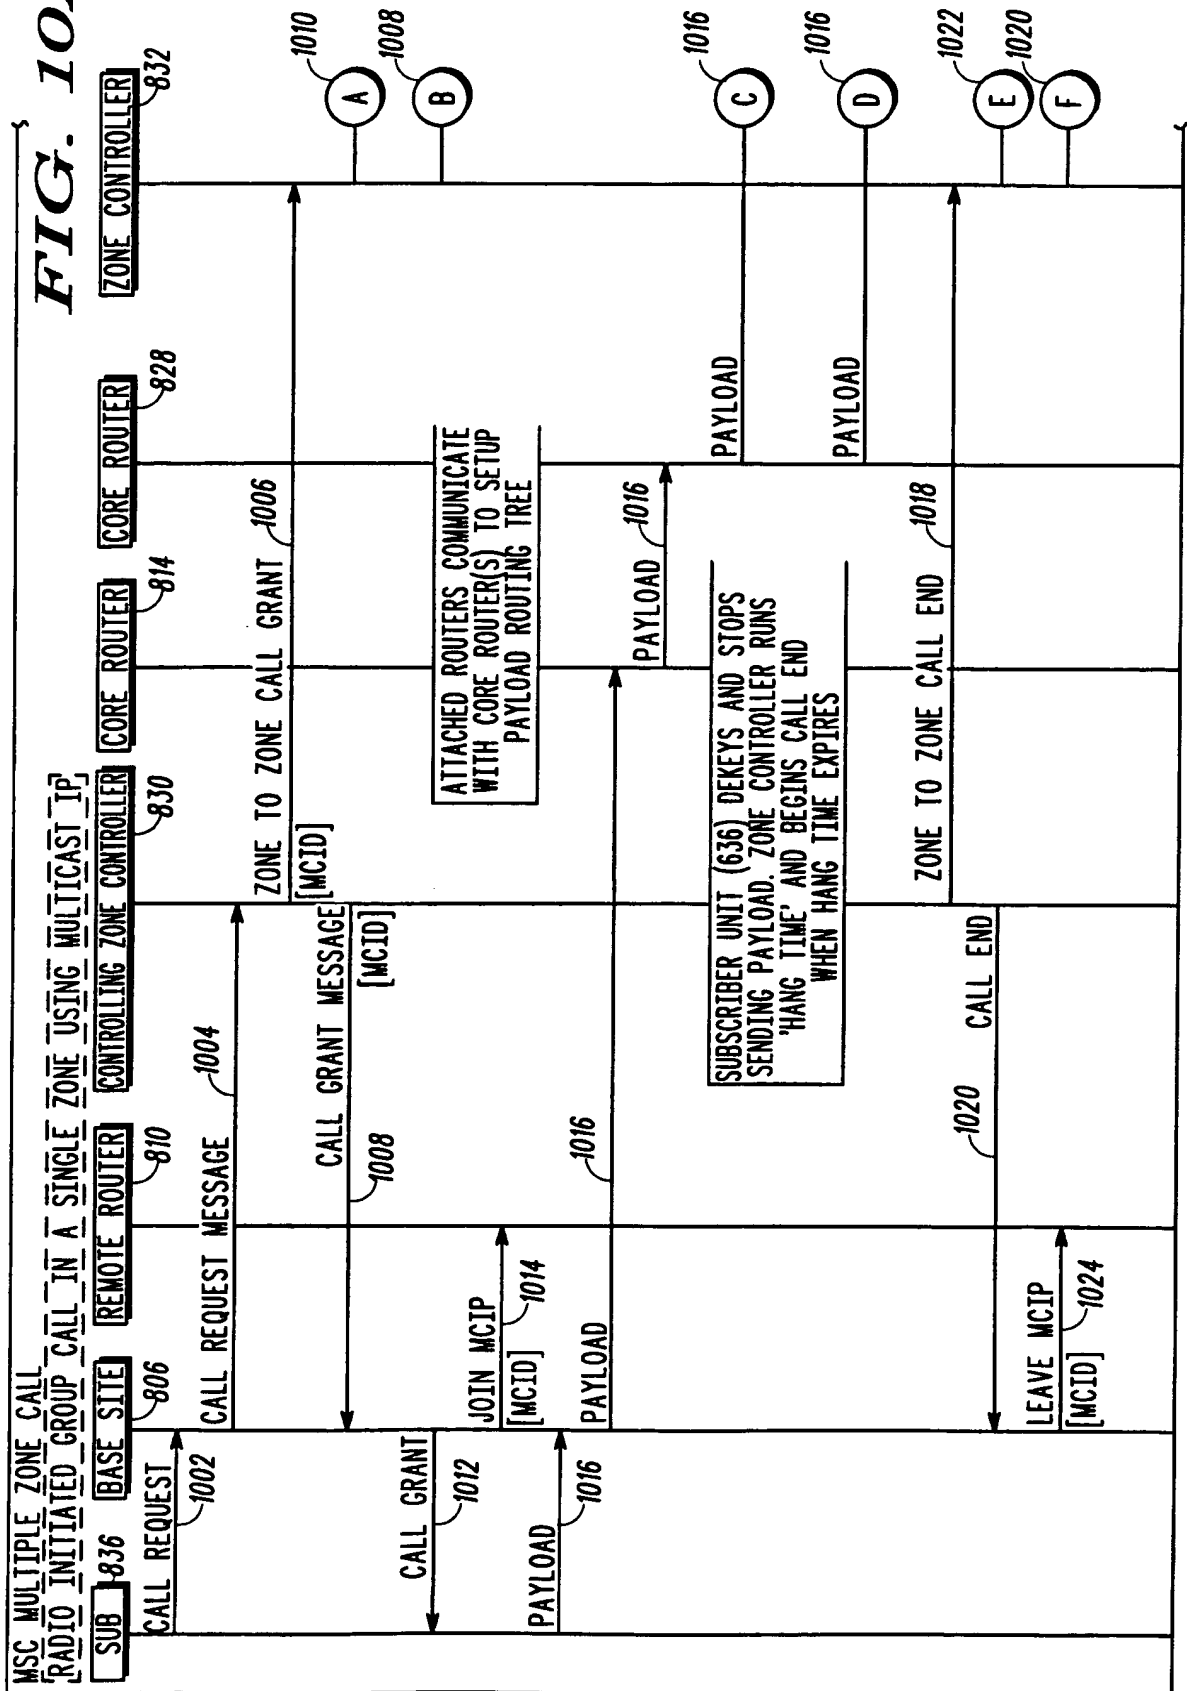 FIG. 10
MSC MULTIPLE ZONE CALL
RADIO INITIATED GROUP CALL IN A SINGLE ZONE USING MULTICAST IP
SUB
836
BASE SITE
806
REMOTE ROUTER
810
CONTROLLING ZONE CONTROLLER
830
CORE ROUTER
814
CORE ROUTER
828
ZONE CONTROLLER
832
CALL REQUEST
1002
CALL REQUEST MESSAGE
1004
ZONE TO ZONE CALL GRANT
1006
[MCID]
A
1010
CALL GRANT MESSAGE
1008
[MCID]
B
1008
CALL GRANT
1012
ATTACHED ROUTERS COMMUNICATE
WITH CORE ROUTER(S) TO SETUP
PAYLOAD ROUTING TREE
JOIN MCIP
1014
[MCID]
PAYLOAD
1016
PAYLOAD
1016
PAYLOAD
1016
PAYLOAD
C
1016
SUBSCRIBER UNIT (636) DEKEYS AND STOPS
SENDING PAYLOAD. ZONE CONTROLLER RUNS
'HANG TIME' AND BEGINS CALL END
WHEN HANG TIME EXPIRES
PAYLOAD
D
1016
ZONE TO ZONE CALL END
1018
CALL END
1020
E
1022
LEAVE MCIP
1024
[MCID]
F
1020